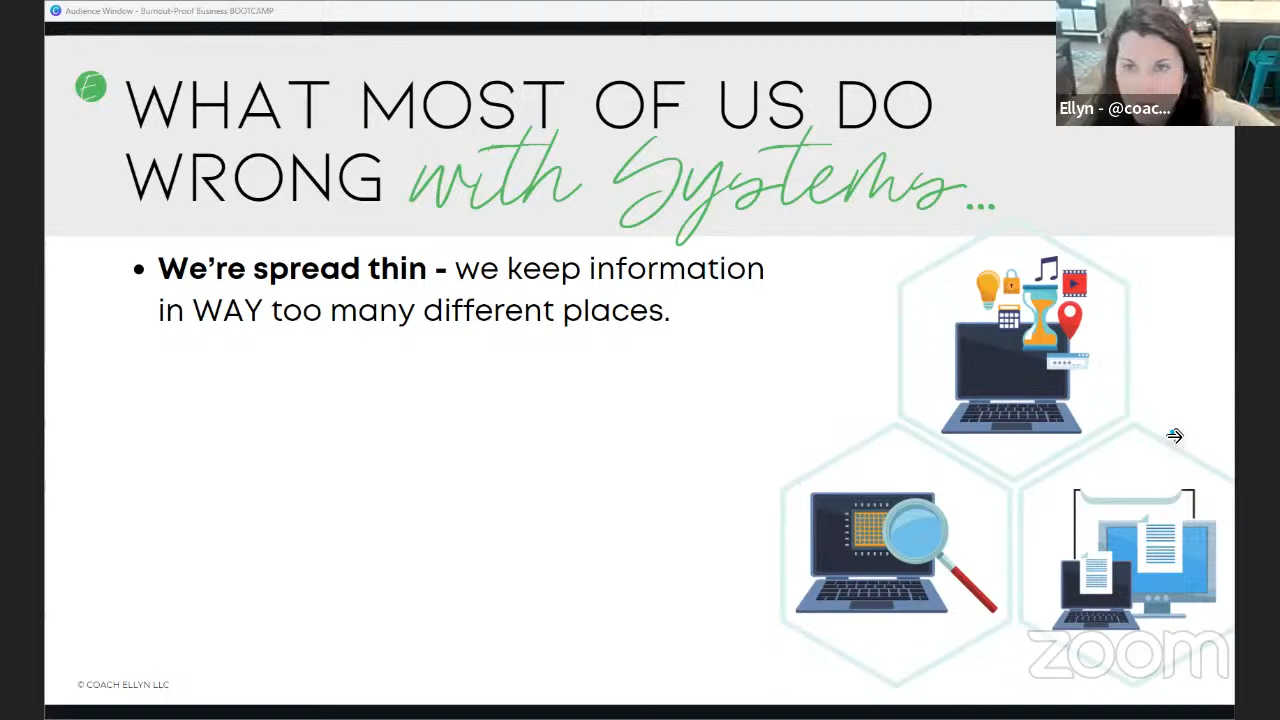 Audience Window - Burnout-Proof Business BOOTCAMP
Ellyn - @coac...
E
WHAT MOST OF US DO
WRONG with Systems...
• We're spread thin - we keep information
in WAY too many different places.
zoom
© COACH ELLYN LLC